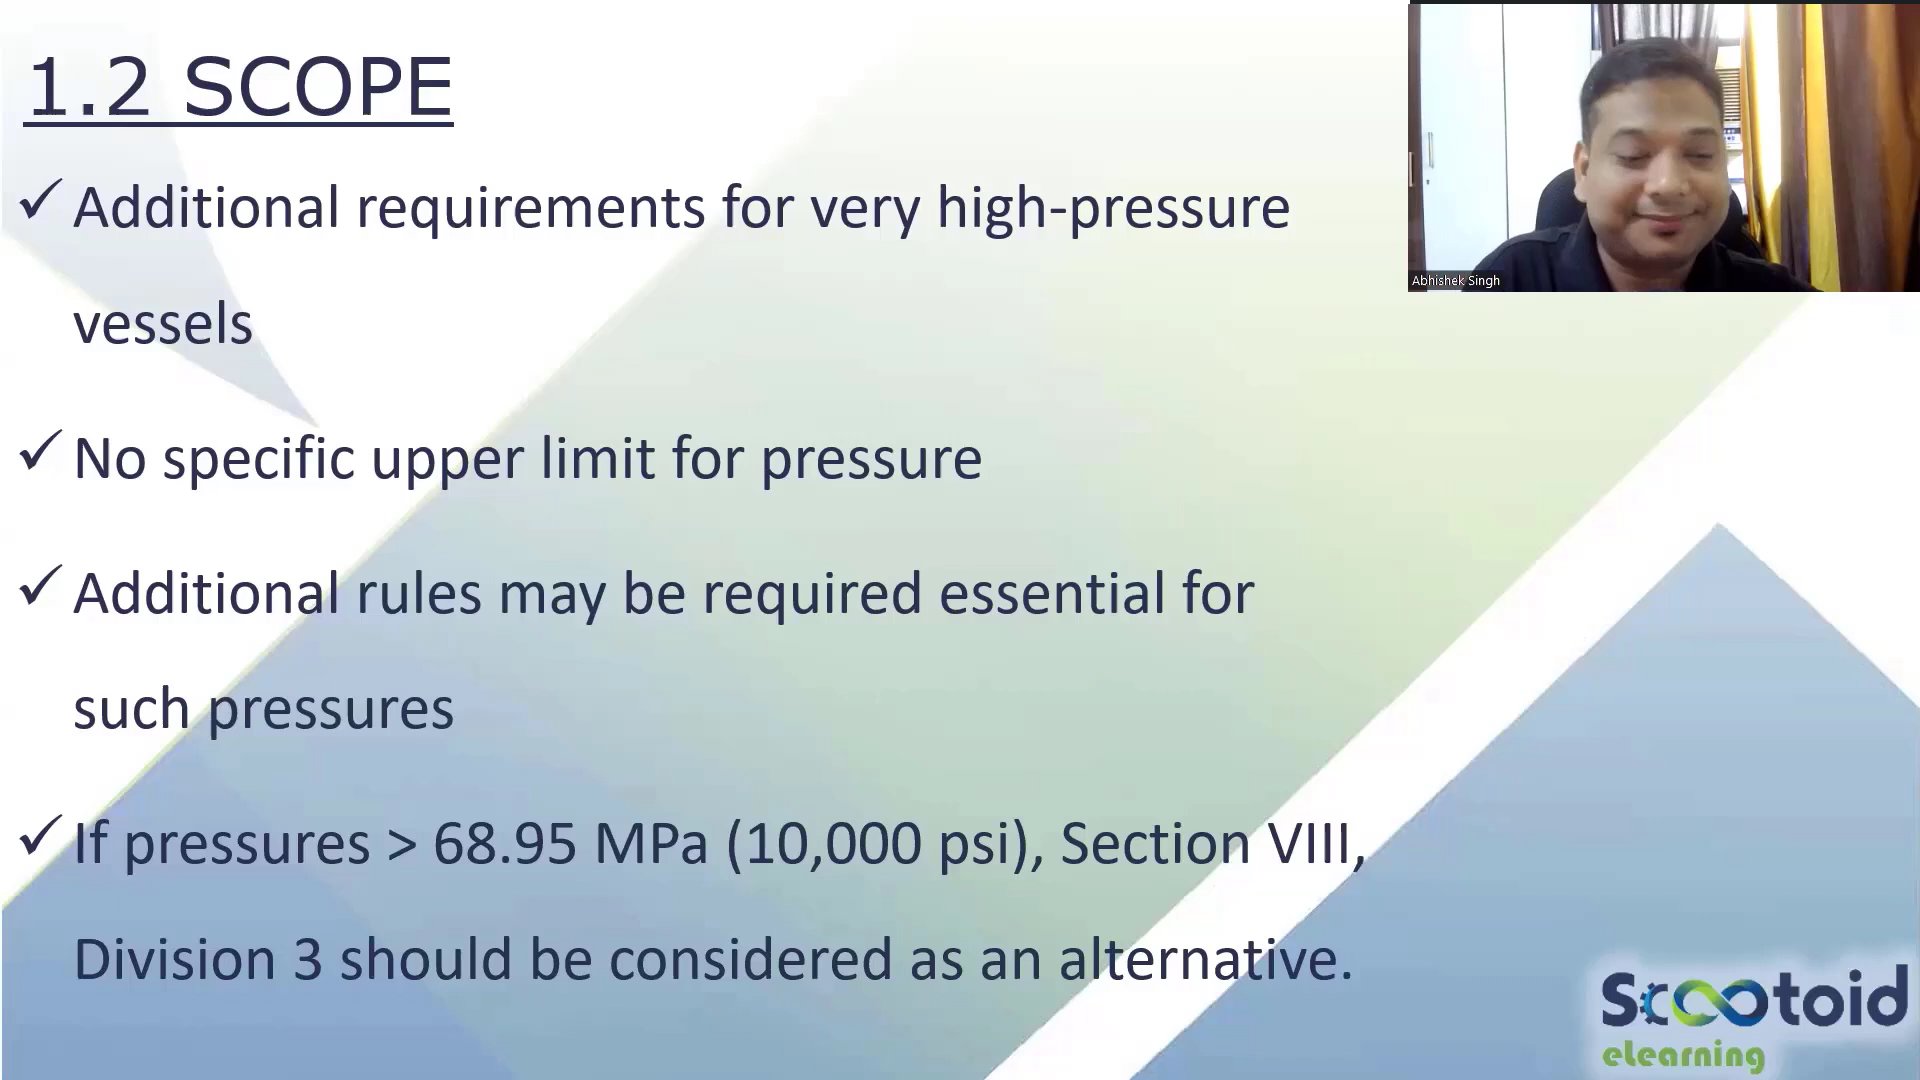 1.2 SCOPE
✓ Additional requirements for very high-pressure
vessels
✓ No specific upper limit for pressure
✓ Additional rules may be required essential for
such pressures
✓ If pressures > 68.95 MPa (10,000 psi), Section VIII,
Division 3 should be considered as an alternative.
Abhishek Singh
Scootoid
elearning